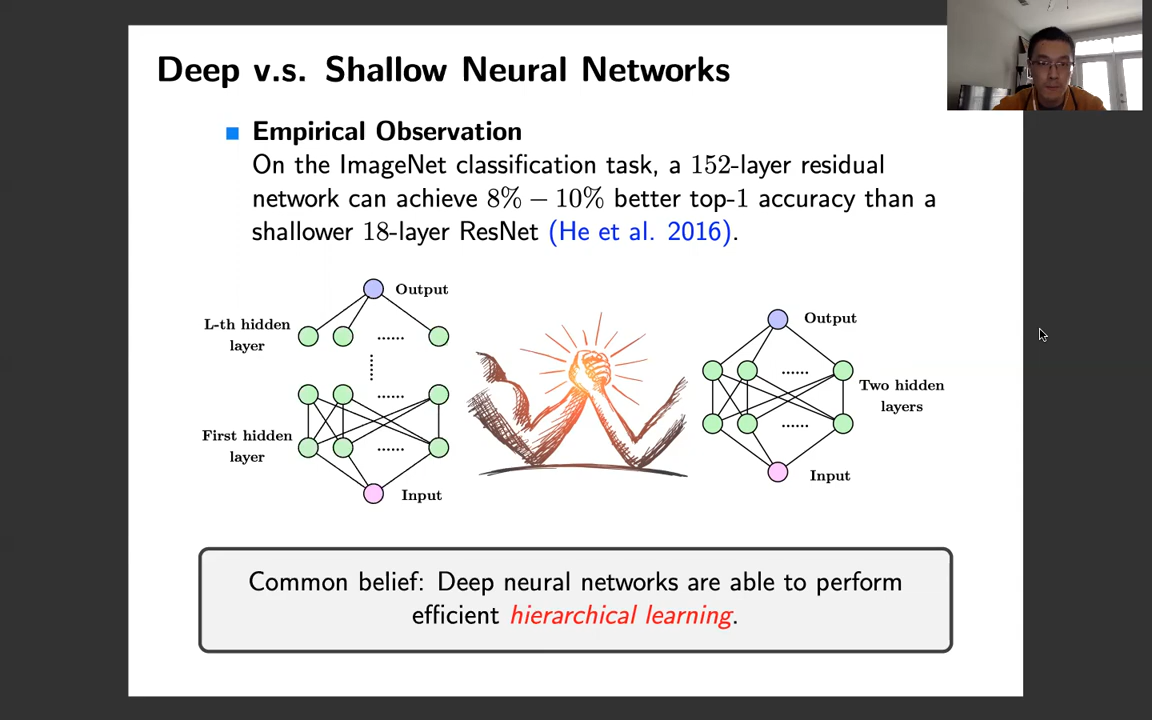 Deep v.s. Shallow Neural Networks
Empirical Observation
On the ImageNet classification task, a 152-layer residual
network can achieve 8% − 10% better top-1 accuracy than a
shallower 18-layer ResNet (He et al. 2016).
Output
L-th hidden
layer
......
......
First hidden
layer
......
Input
Output
......
Two hidden
layers
......
Input
Common belief: Deep neural networks are able to perform
efficient hierarchical learning.